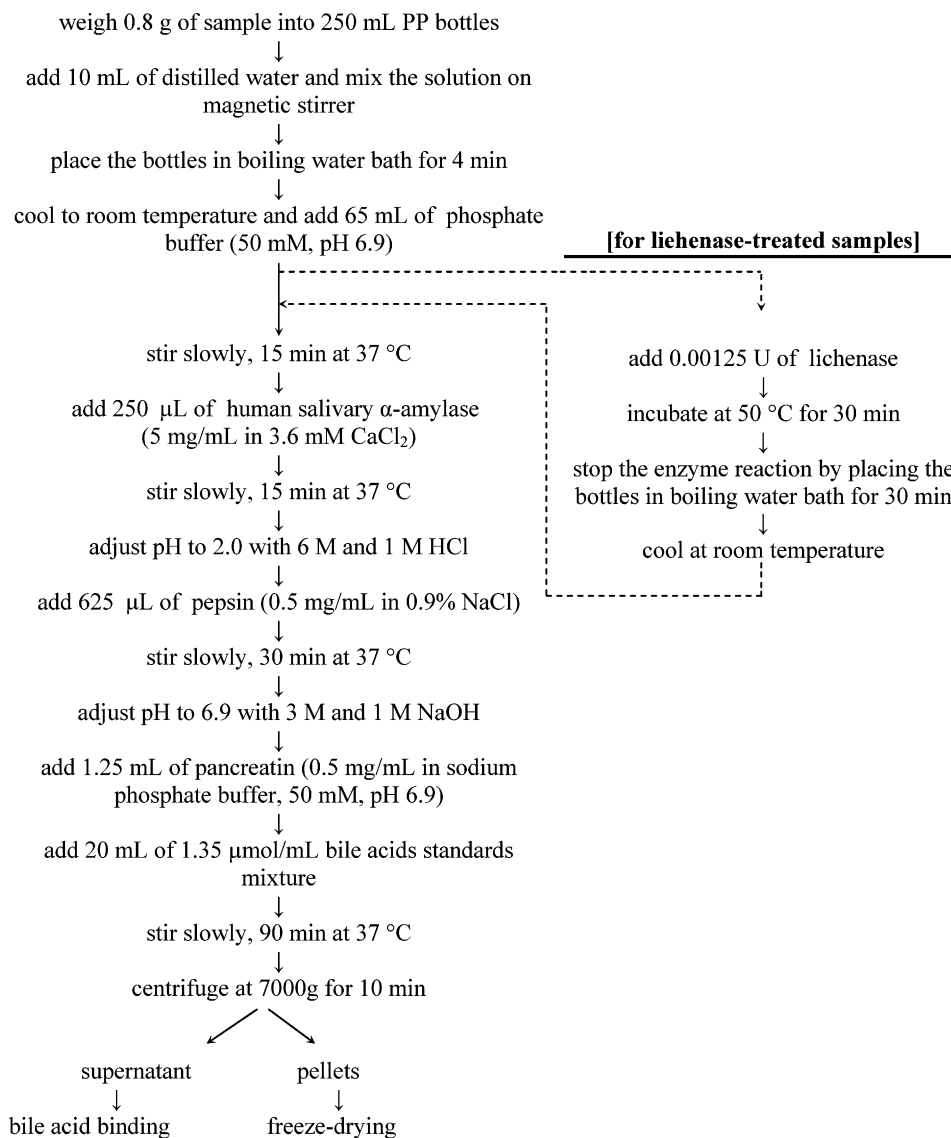 weigh 0.8 g of sample into 250 mL PP bottles
↓
add 10 mL of distilled water and mix the solution on
magnetic stirrer
↓
place the bottles in boiling water bath for 4 min
↓
cool to room temperature and add 65 mL of phosphate
buffer (50 mM, pH 6.9)
[for liehenase-treated samples]
stir slowly, 15 min at 37 °C
↓
add 250 μL of human salivary α-amylase
(5 mg/mL in 3.6 mM CaCl₂)
↓
stir slowly, 15 min at 37 °C
↓
adjust pH to 2.0 with 6 M and 1 M HCl
↓
add 625 μL of pepsin (0.5 mg/mL in 0.9% NaCl)
↓
stir slowly, 30 min at 37 °C
↓
adjust pH to 6.9 with 3 M and 1 M NaOH
↓
add 1.25 mL of pancreatin (0.5 mg/mL in sodium
phosphate buffer, 50 mM, pH 6.9)
↓
add 20 mL of 1.35 μmol/mL bile acids standards
mixture
↓
stir slowly, 90 min at 37 °C
↓
centrifuge at 7000g for 10 min
supernatant
↓
bile acid binding
pellets
↓
freeze-drying
add 0.00125 U of lichenase
↓
incubate at 50 °C for 30 min
↓
stop the enzyme reaction by placing the
bottles in boiling water bath for 30 min
↓
cool at room temperature